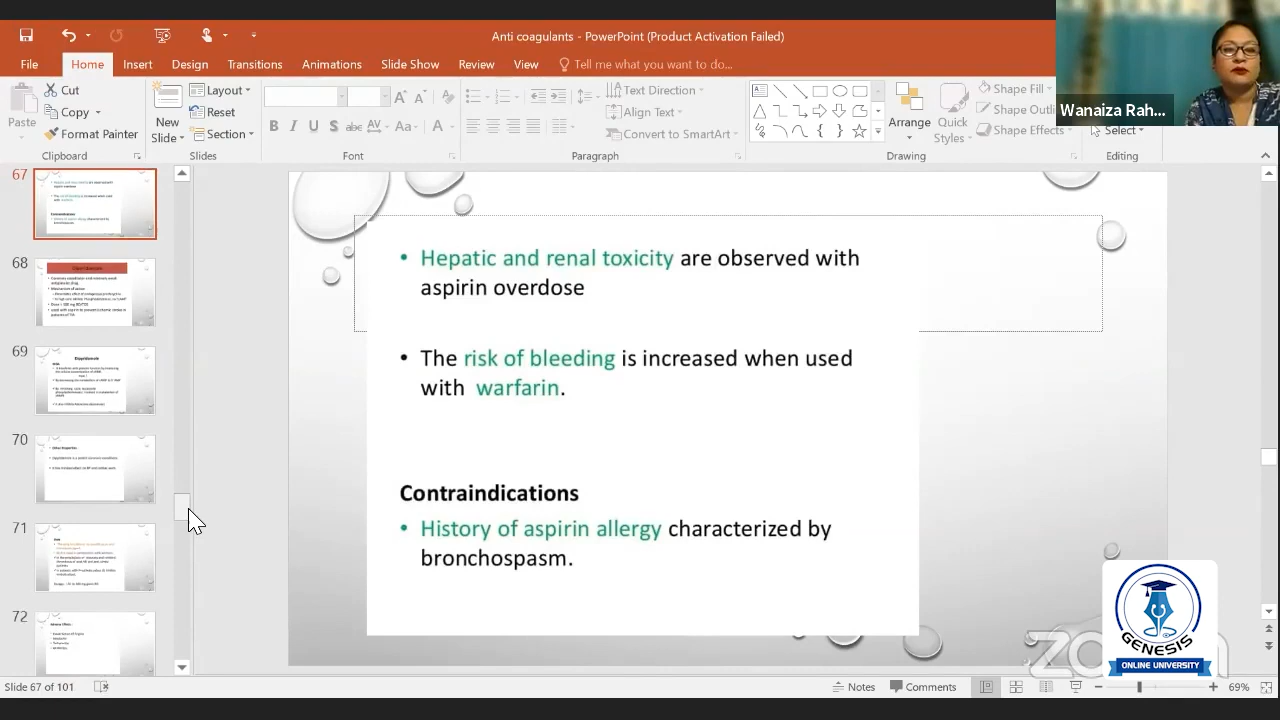 Anti coagulants - PowerPoint (Product Activation Failed)
File Home Insert Design Transitions Animations Slide Show Review View Tell me what you want to do...
Wanaiza Rah...
Paste
Cut
Copy
Format Painter
Clipboard
New Slide
Layout
Reset
Section
Slides
B I U S abc AV Aa A
Font
Text Direction
Align Text
Convert to SmartArt
Paragraph
Arrange
Quick Styles
Shape Fill
Shape Outli
Shape Effects
Drawing
Select
Editing
67
68
69
70
71
72
• Hepatic and renal toxicity are observed with
aspirin overdose
• The risk of bleeding is increased when used
with warfarin.
Contraindications
• History of aspirin allergy characterized by
bronchospasm.
GENESIS
ONLINE UNIVERSITY
zoom
Slide 67 of 101
Notes
Comments
69%